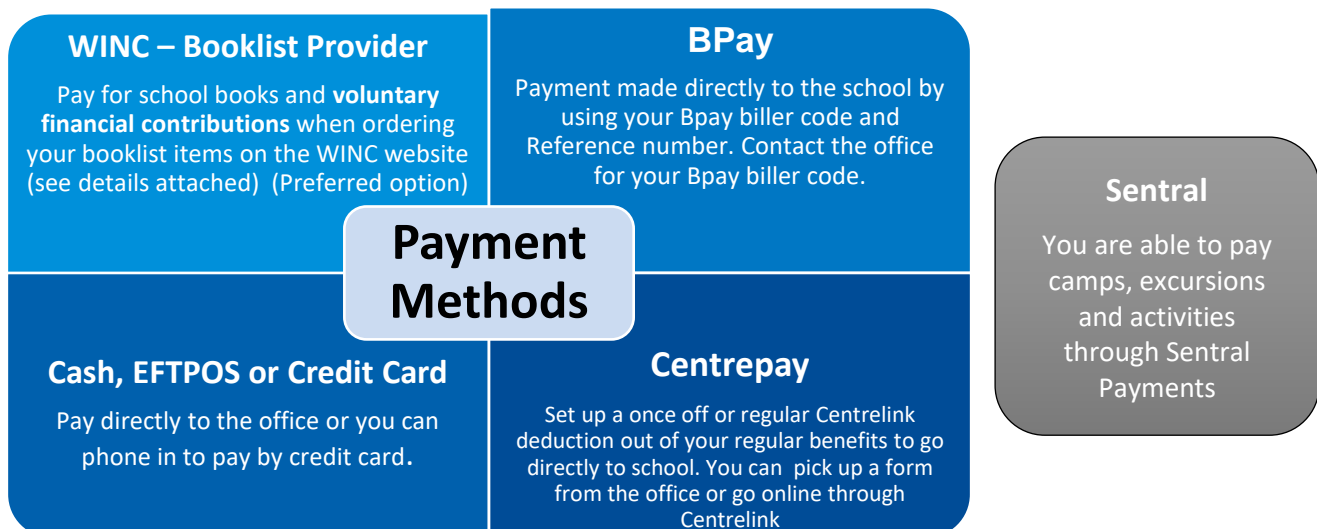 WINC – Booklist Provider
Pay for school books and voluntary
financial contributions when ordering
your booklist items on the WINC website
(see details attached)  (Preferred option)
BPay
Payment made directly to the school by
using your Bpay biller code and
Reference number. Contact the office
for your Bpay biller code.
Payment
Methods
Cash, EFTPOS or Credit Card
Pay directly to the office or you can
phone in to pay by credit card.
Centrepay
Set up a once off or regular Centrelink
deduction out of your regular benefits to go
directly to school. You can  pick up a form
from the office or go online through
Centrelink
Sentral
You are able to pay
camps, excursions
and activities
through Sentral
Payments